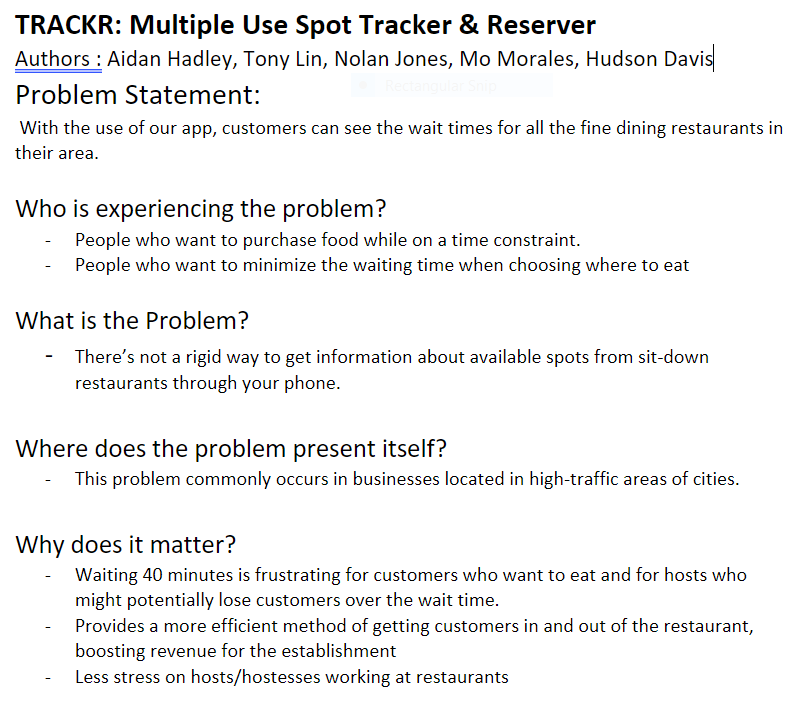 TRACKR: Multiple Use Spot Tracker & Reserver
Authors : Aidan Hadley, Tony Lin, Nolan Jones, Mo Morales, Hudson Davis
Rectangular Snip
Problem Statement:
With the use of our app, customers can see the wait times for all the fine dining restaurants in
their area.
Who is experiencing the problem?
- People who want to purchase food while on a time constraint.
- People who want to minimize the waiting time when choosing where to eat
What is the Problem?
- There’s not a rigid way to get information about available spots from sit-down
restaurants through your phone.
Where does the problem present itself?
- This problem commonly occurs in businesses located in high-traffic areas of cities.
Why does it matter?
- Waiting 40 minutes is frustrating for customers who want to eat and for hosts who
might potentially lose customers over the wait time.
- Provides a more efficient method of getting customers in and out of the restaurant,
boosting revenue for the establishment
- Less stress on hosts/hostesses working at restaurants